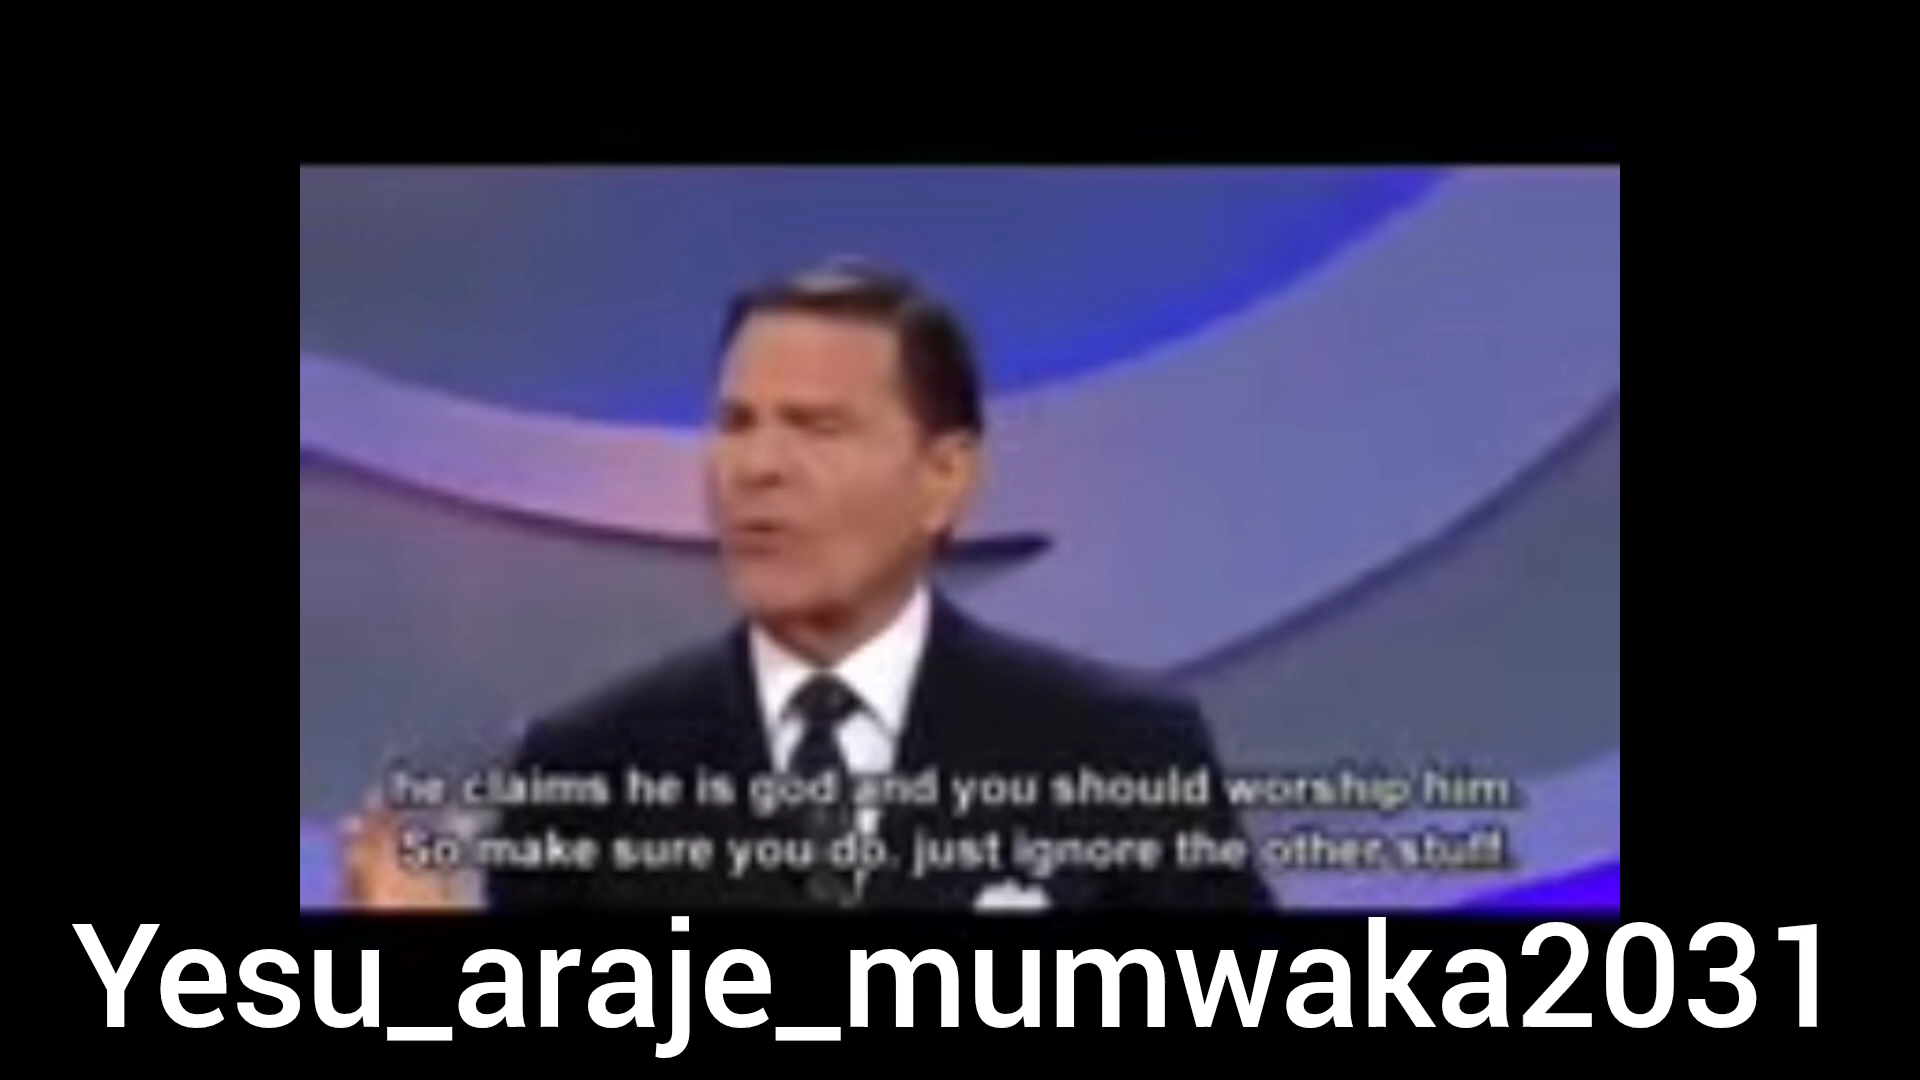 he claims he is god and you should worship him.
So make sure you do. just ignore the other stuff.
Yesu_araje_mumwaka2031